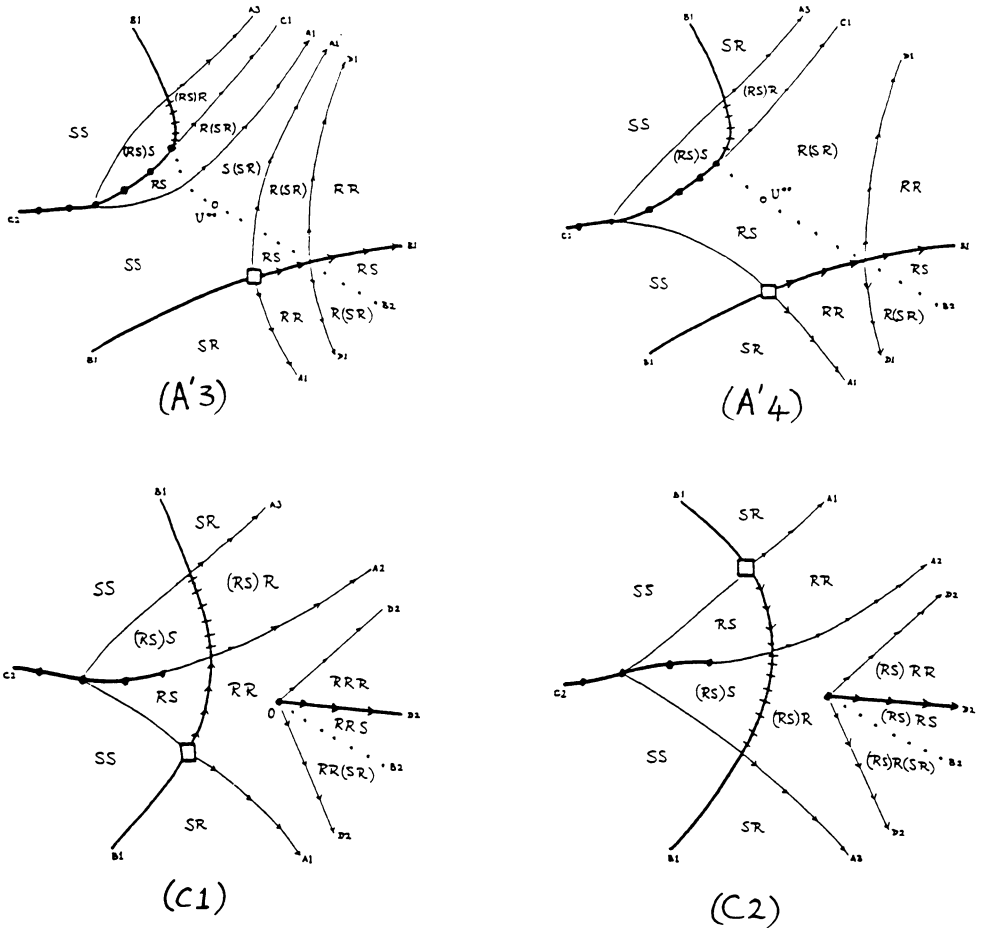 B1
A3
C1
A1
A1
D1
(RS)R
SS
(RS)S
R(SR)
RS
S(SR)
R(SR)
RR
O
U°°
C2
SS
RS
RS
B1
RR
R(SR)
B2
B1
SR
D1
A1
(A'3)
B1
A3
C1
SR
D1
(RS)R
SS
(RS)S
R(SR)
RR
O U°°
C2
RS
B1
SS
RS
RR
R(SR)
B2
B1
SR
D1
A1
(A'4)
B1
A3
SR
SS
(RS)R
A2
(RS)S
D2
C2
RS
RR
RRR
O
D2
RRS
SS
RR(SR)
B2
SR
D2
B1
A1
(C1)
B1
A1
SR
SS
RR
A2
RS
D2
C2
(RS)S
(RS)RR
D2
(RS)R
(RS)RS
SS
(RS)R(SR)
B2
SR
D2
B1
A3
(C2)